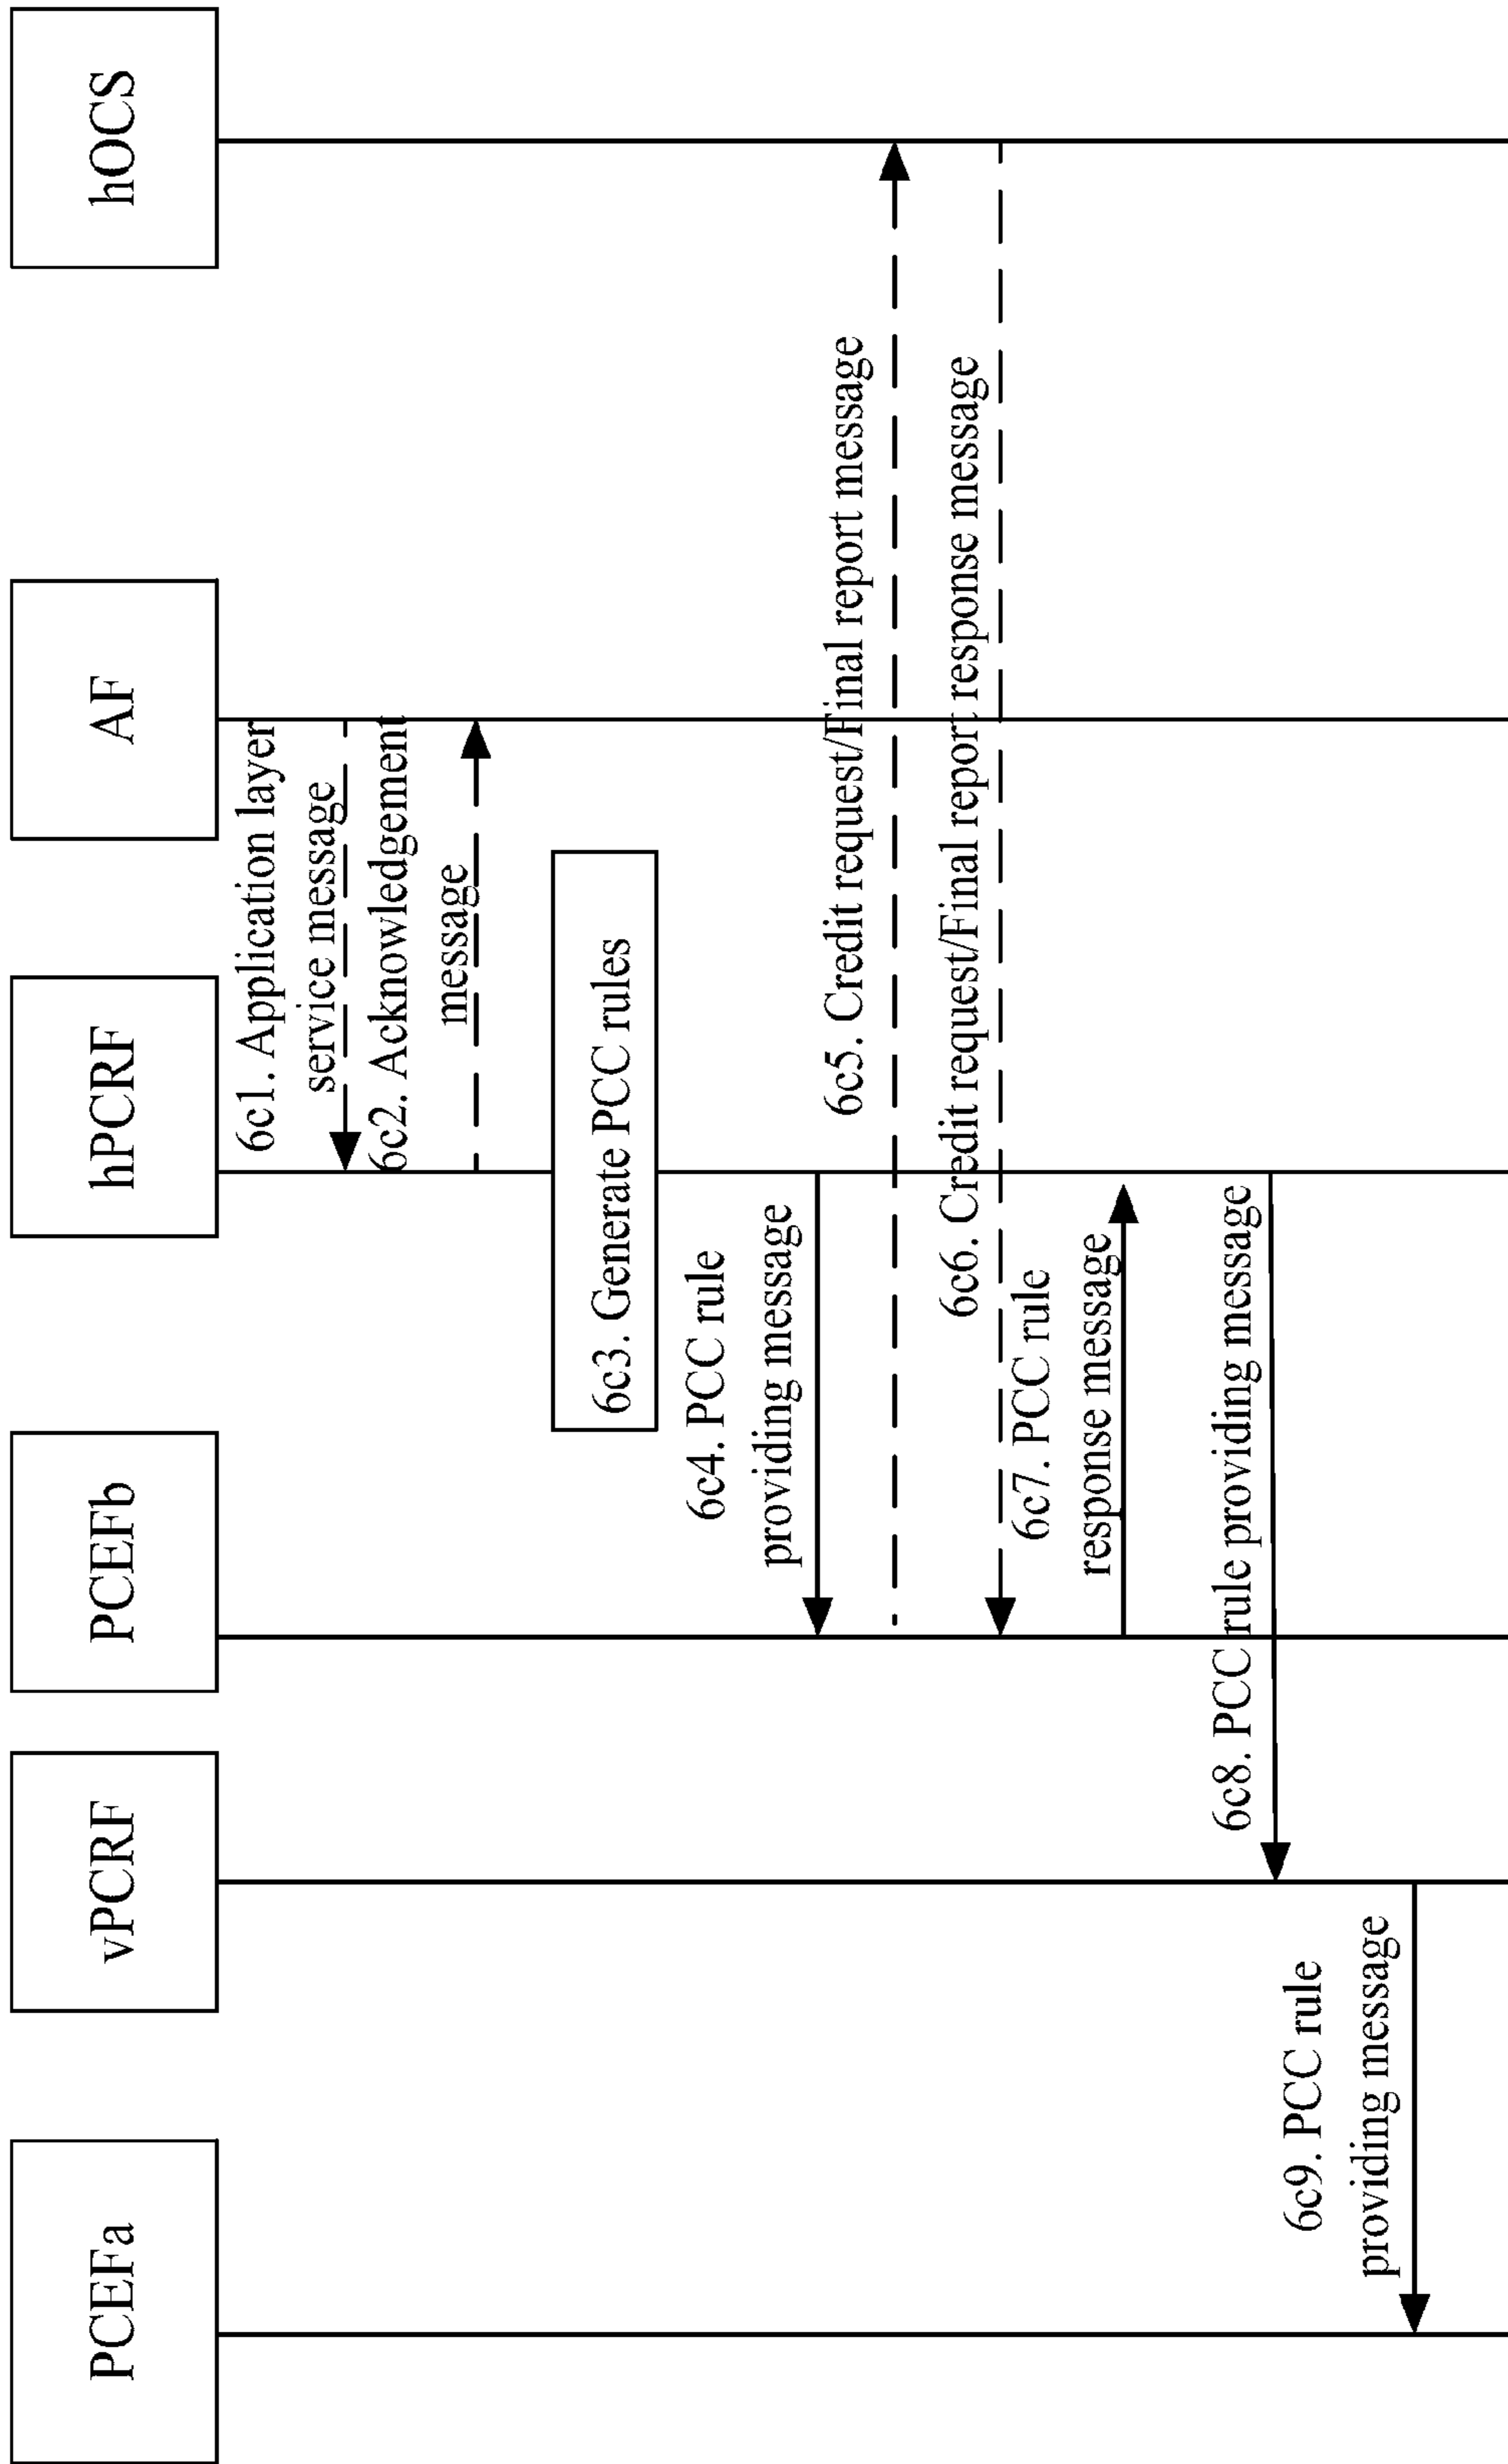 PCEFa
vPCRF
PCEFb
hPCRF
AF
hOCS
6c1. Application layer
service message
6c2. Acknowledgement
message
6c3. Generate PCC rules
6c4. PCC rule
providing message
6c5. Credit request/Final report message
6c6. Credit request/Final report response message
6c7. PCC rule
response message
6c8. PCC rule providing message
6c9. PCC rule
providing message